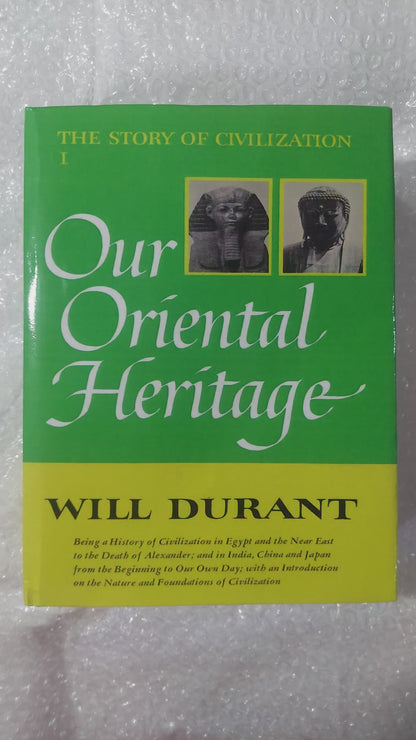 THE STORY OF CIVILIZATION
I
Our
Oriental
Heritage
WILL DURANT
Being a History of Civilization in Egypt and the Near East
to the Death of Alexander; and in India, China and Japan
from the Beginning to Our Own Day; with an Introduction
on the Nature and Foundations of Civilization